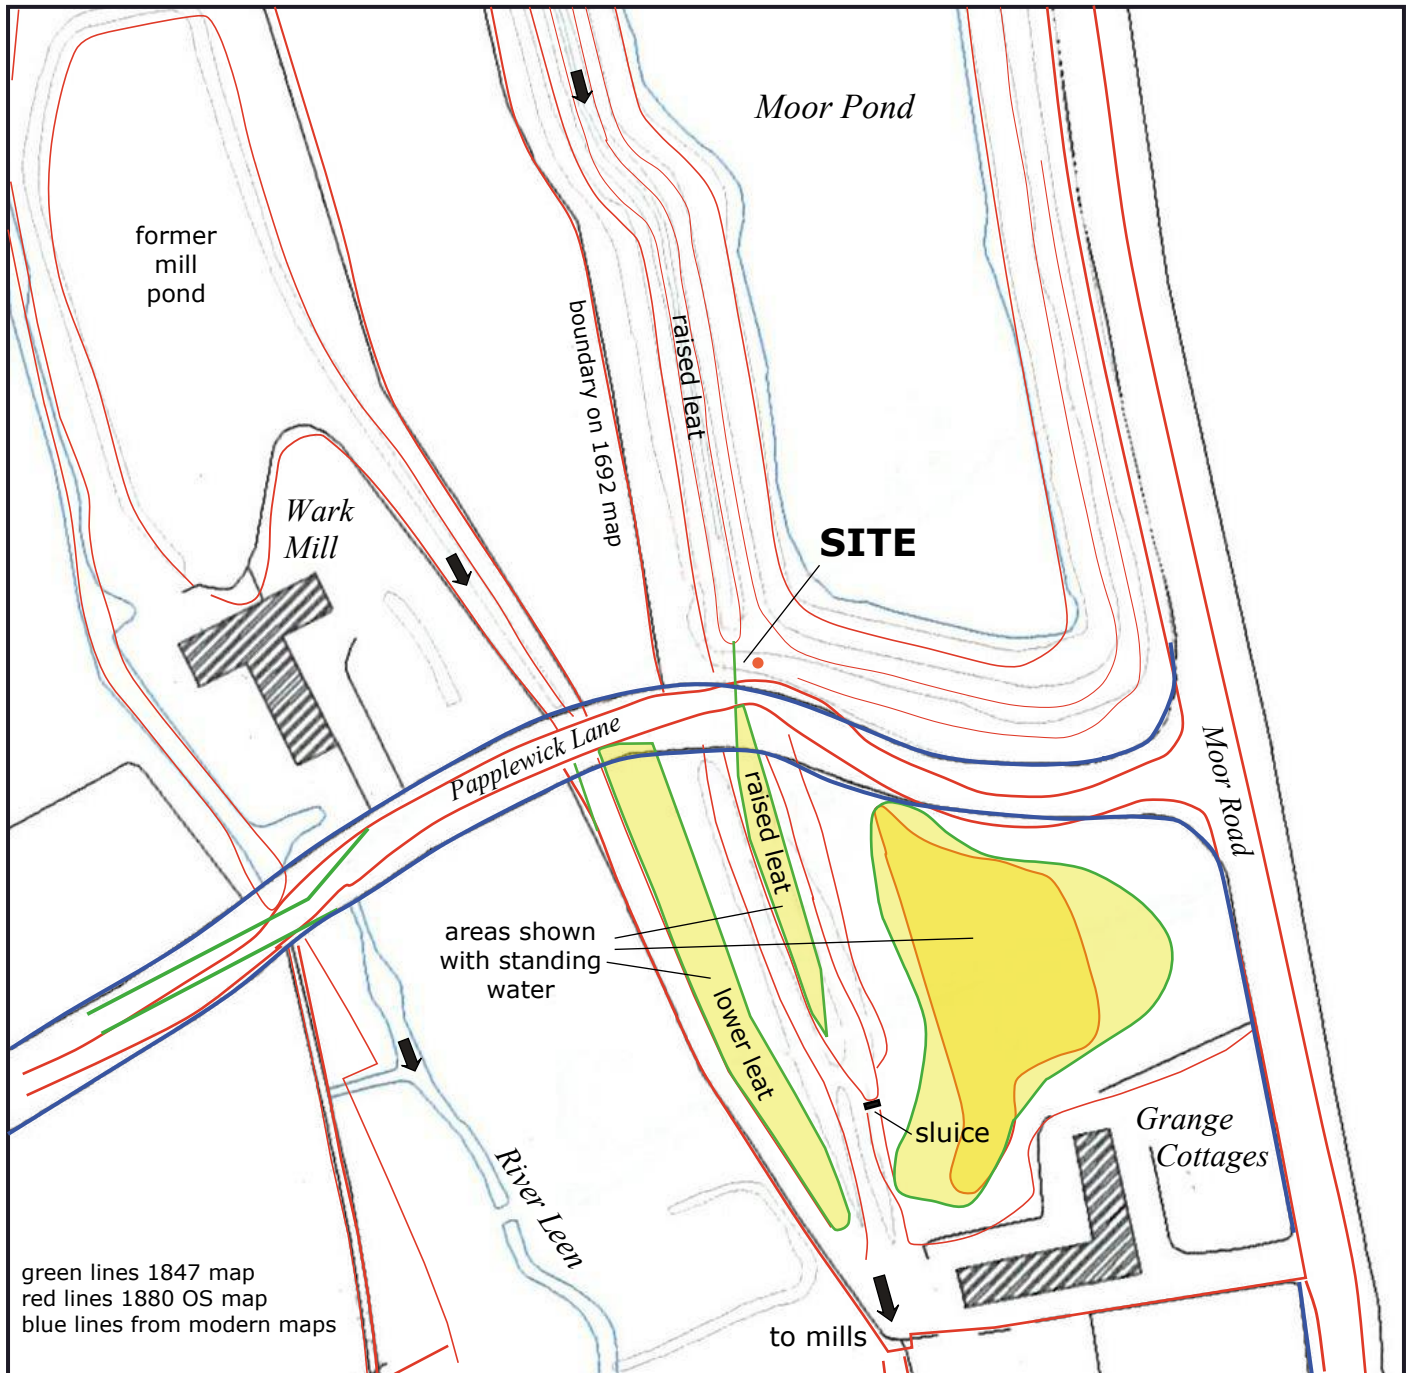 Moor Pond
former
mill
pond
boundary on 1692 map
raised leat
Wark
Mill
SITE
Papplewick Lane
Moor Road
raised leat
areas shown
with standing
water
lower leat
sluice
Grange
Cottages
River Leen
green lines 1847 map
red lines 1880 OS map
blue lines from modern maps
to mills